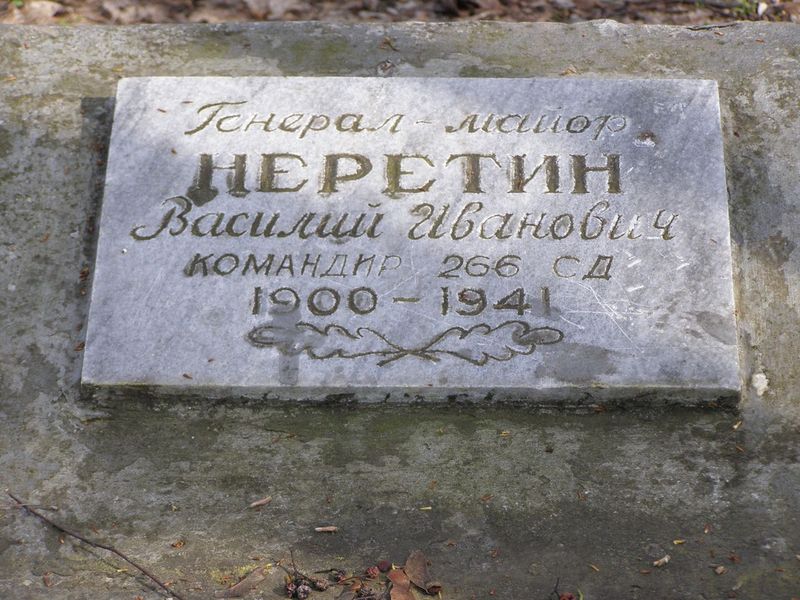 Генерал-майор
НЕРЕТИН
Василий Иванович
КОМАНДИР 266 СД
1900-1941